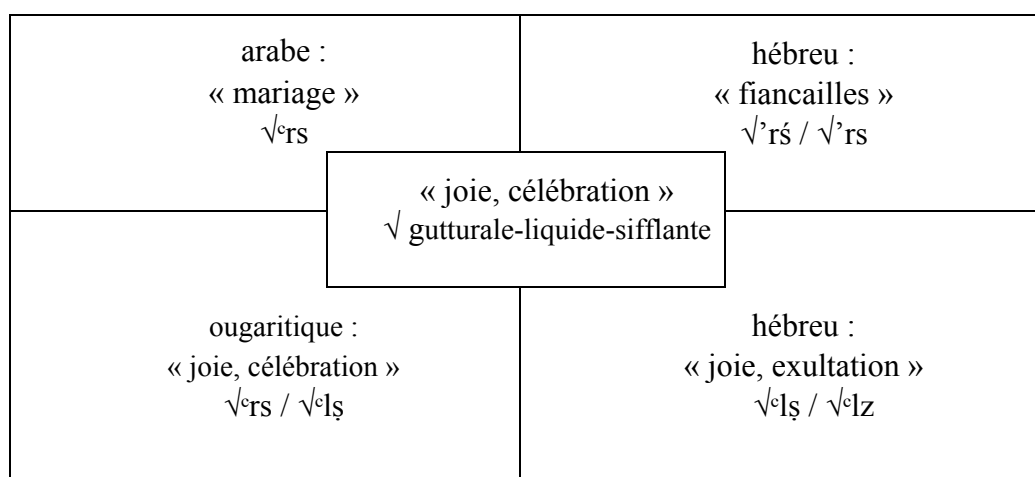 arabe :
« mariage »
√ᶜrs
hébreu :
« fiancailles »
√’rś / √’rs
« joie, célébration »
√ gutturale-liquide-sifflante
ougaritique :
« joie, célébration »
√ᶜrs / √ᶜlṣ
hébreu :
« joie, exultation »
√ᶜlṣ / √ᶜlz